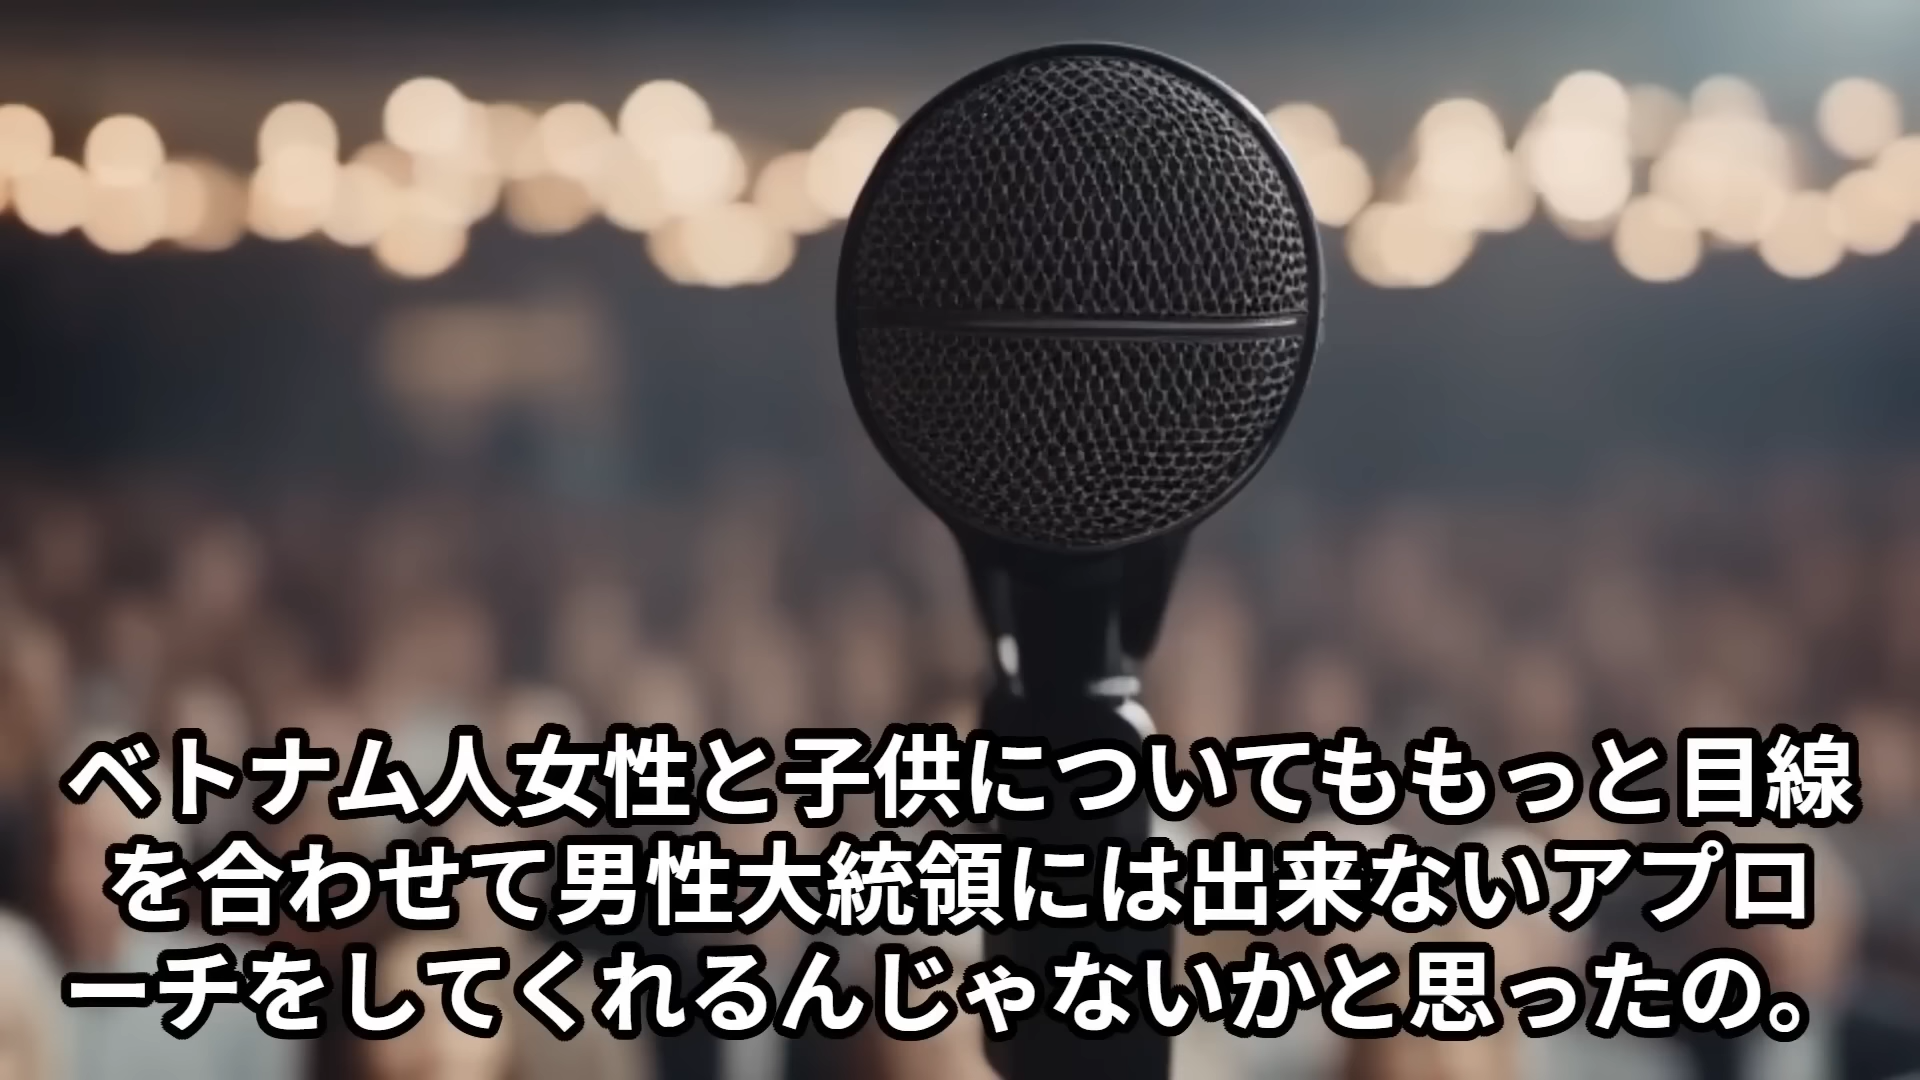 ベトナム人女性と子供についてももっと目線
を合わせて男性大統領には出来ないアプロ
ーチをしてくれるんじゃないかと思ったの。